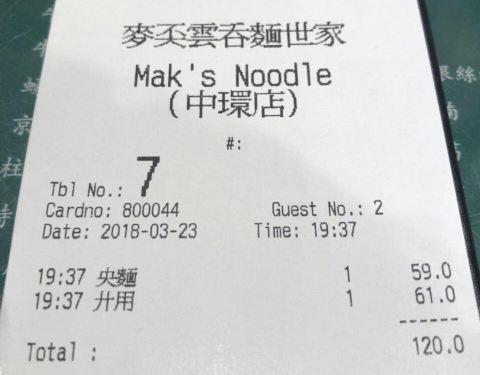 麥奀雲吞麵世家
Mak's Noodle
(中環店)
#:
Tbl No.: 7
Cardno: 800044 Guest No.: 2
Date: 2018-03-23 Time: 19:37
19:37 央麵 1 59.0
19:37 廾用 1 61.0
------
Total : 120.0